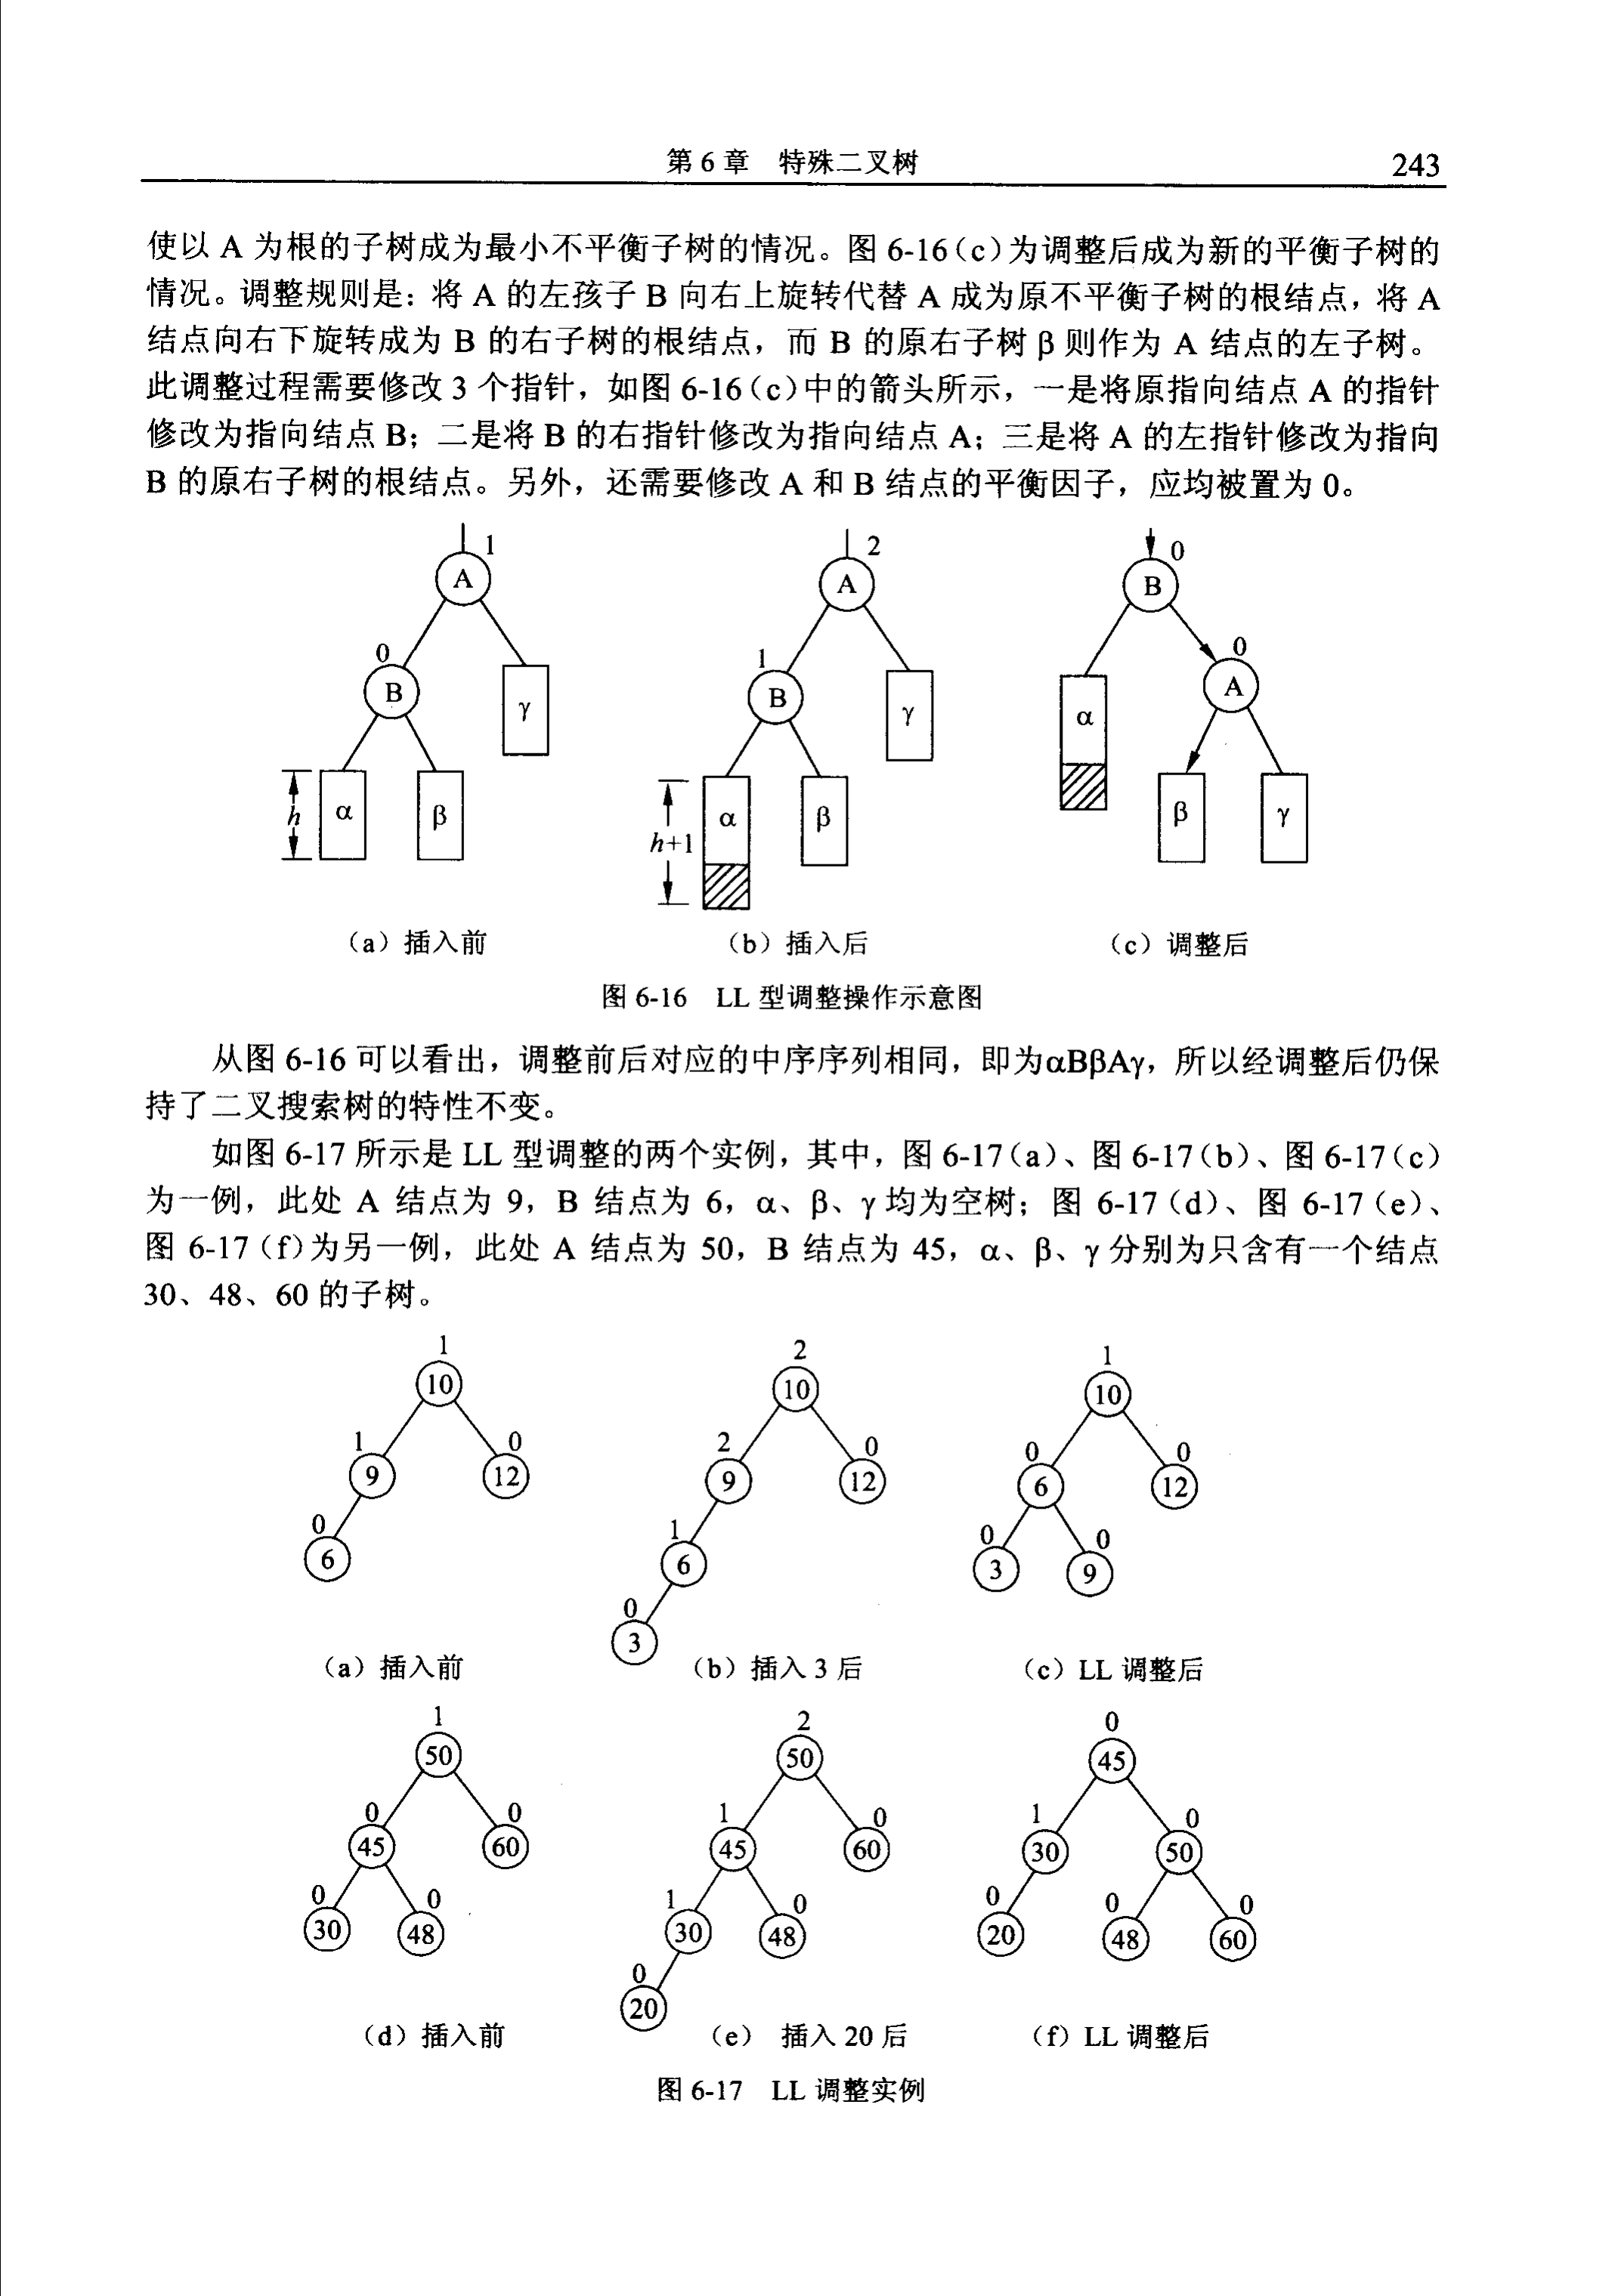 第 6 章　特殊二叉树
243
使以 A 为根的子树成为最小不平衡子树的情况。图 6-16(c)为调整后成为新的平衡子树的
情况。调整规则是：将 A 的左孩子 B 向右上旋转代替 A 成为原不平衡子树的根结点，将 A
结点向右下旋转成为 B 的右子树的根结点，而 B 的原右子树 β 则作为 A 结点的左子树。
此调整过程需要修改 3 个指针，如图 6-16(c)中的箭头所示，一是将原指向结点 A 的指针
修改为指向结点 B；二是将 B 的右指针修改为指向结点 A；三是将 A 的左指针修改为指向
B 的原右子树的根结点。另外，还需要修改 A 和 B 结点的平衡因子，应均被置为 0。
1
A
0
B
γ
h
α
β
2
A
1
B
γ
h+1
α
β
0
B
0
A
α
β
γ
（a）插入前
（b）插入后
（c）调整后
图 6-16　LL 型调整操作示意图
从图 6-16 可以看出，调整前后对应的中序序列相同，即为αBβAγ，所以经调整后仍保
持了二叉搜索树的特性不变。
如图 6-17 所示是 LL 型调整的两个实例，其中，图 6-17(a)、图 6-17(b)、图 6-17(c)
为一例，此处 A 结点为 9，B 结点为 6，α、β、γ 均为空树；图 6-17(d)、图 6-17(e)、
图 6-17(f)为另一例，此处 A 结点为 50，B 结点为 45，α、β、γ 分别为只含有一个结点
30、48、60 的子树。
1
10
1
9
0
12
0
6
2
10
2
9
0
12
1
6
0
3
1
10
0
6
0
12
0
3
0
9
（a）插入前
（b）插入 3 后
（c）LL 调整后
1
50
0
45
0
60
0
30
0
48
2
50
1
45
0
60
1
30
0
48
0
20
0
45
1
30
0
50
0
20
0
48
0
60
（d）插入前
（e） 插入 20 后
（f）LL 调整后
图 6-17　LL 调整实例